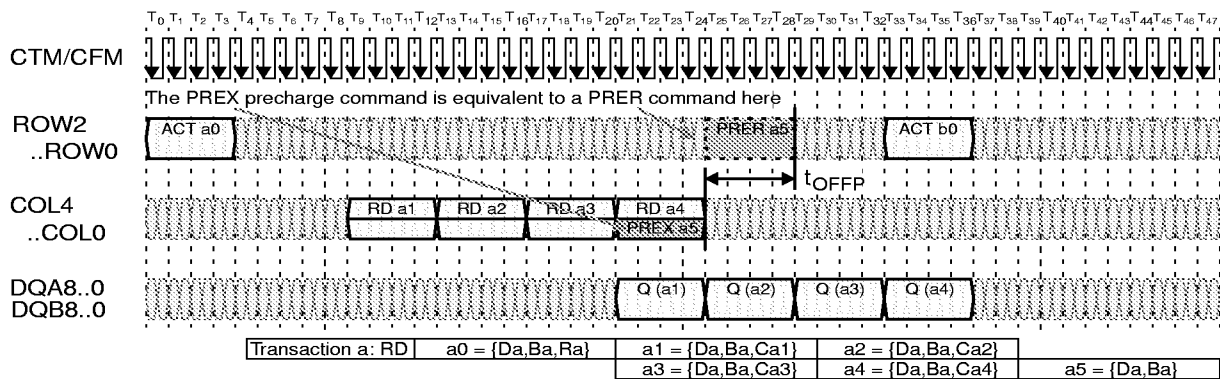 T0 T1 T2 T3 T4 T5 T6 T7 T8 T9 T10 T11 T12 T13 T14 T15 T16 T17 T18 T19 T20 T21 T22 T23 T24 T25 T26 T27 T28 T29 T30 T31 T32 T33 T34 T35 T36 T37 T38 T39 T40 T41 T42 T43 T44 T45 T46 T47
CTM/CFM
The PREX precharge command is equivalent to a PRER command here
ROW2 ACT a0 PRER a5 ACT b0
..ROW0
tOFFP
COL4 RD a1 RD a2 RD a3 RD a4
..COL0 PREX a5
DQA8..0 Q (a1) Q (a2) Q (a3) Q (a4)
DQB8..0
Transaction a: RD a0 = {Da,Ba,Ra} a1 = {Da,Ba,Ca1} a2 = {Da,Ba,Ca2}
a3 = {Da,Ba,Ca3} a4 = {Da,Ba,Ca4} a5 = {Da,Ba}